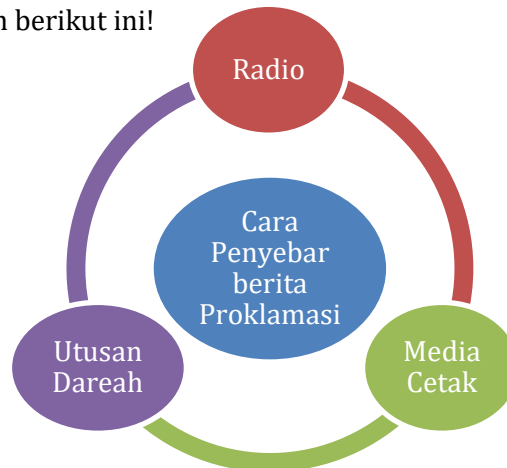 berikut ini!
Radio
Cara
Penyebar
berita
Proklamasi
Utusan
Dareah
Media
Cetak